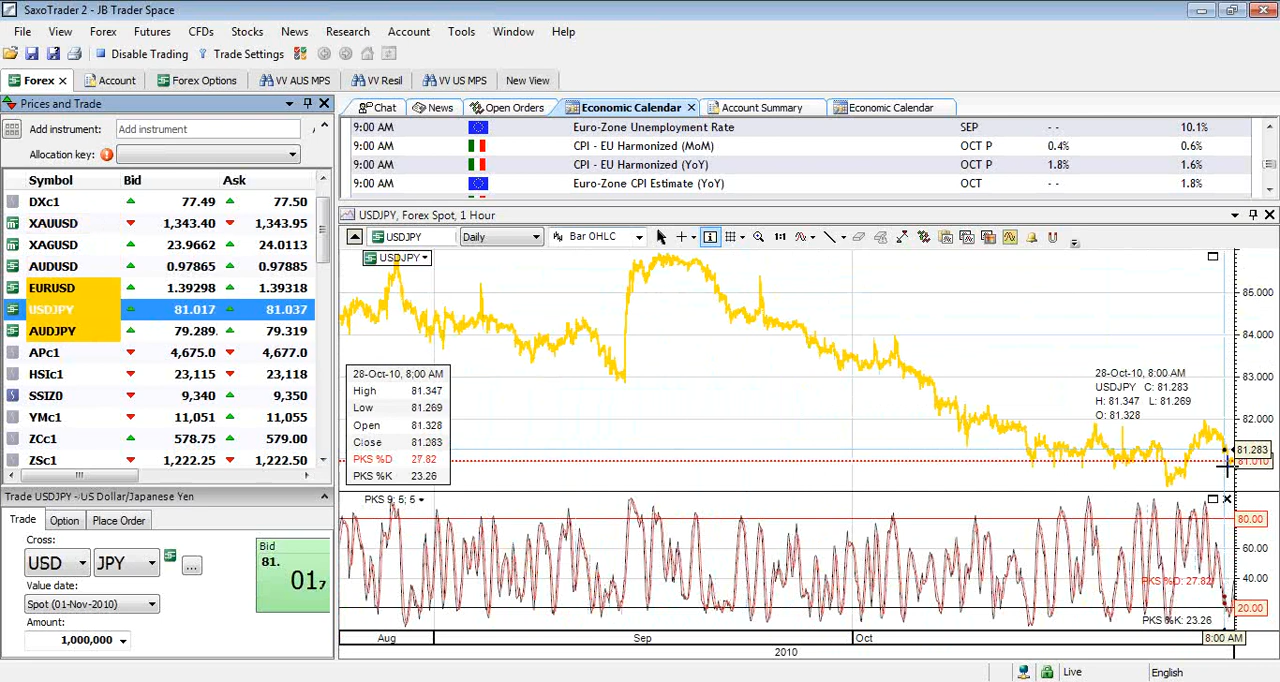 SaxoTrader 2 - JB Trader Space
File View Forex Futures CFDs Stocks News Research Account Tools Window Help
Disable Trading Trade Settings
Forex Account Forex Options VV AUS MPS VV Resil VV US MPS New View
Prices and Trade
Add instrument: Add instrument
Allocation key:
Symbol Bid Ask
DXc1 77.49 77.50
XAUUSD 1,343.40 1,343.95
XAGUSD 23.9662 24.0113
AUDUSD 0.97865 0.97885
EURUSD 1.39298 1.39318
USDJPY 81.017 81.037
AUDJPY 79.289 79.319
APc1 4,675.0 4,677.0
HSIc1 23,115 23,118
SSIZ0 9,340 9,350
YMc1 11,051 11,055
ZCc1 578.75 579.00
ZSc1 1,222.25 1,222.50
Trade USDJPY - US Dollar/Japanese Yen
Trade Option Place Order
Cross:
USD JPY ...
Value date:
Spot (01-Nov-2010)
Amount:
1,000,000
Bid
81.
017
Chat News Open Orders Economic Calendar Account Summary Economic Calendar
9:00 AM Euro-Zone Unemployment Rate SEP - - 10.1%
9:00 AM CPI - EU Harmonized (MoM) OCT P 0.4% 0.6%
9:00 AM CPI - EU Harmonized (YoY) OCT P 1.8% 1.6%
9:00 AM Euro-Zone CPI Estimate (YoY) OCT - - 1.8%
USDJPY, Forex Spot, 1 Hour
USDJPY Daily Bar OHLC 1:1
USDJPY
85.000
84.000
83.000
82.000
81.283
81.010
28-Oct-10, 8:00 AM
High 81.347
Low 81.269
Open 81.328
Close 81.283
PKS %D 27.82
PKS %K 23.26
28-Oct-10, 8:00 AM
USDJPY C: 81.283
H: 81.347 L: 81.269
O: 81.328
PKS 9; 5; 5
80.00
60.00
40.00
20.00
PKS %D: 27.82
PKS %K: 23.26
Aug Sep Oct 8:00 AM
2010
Live English